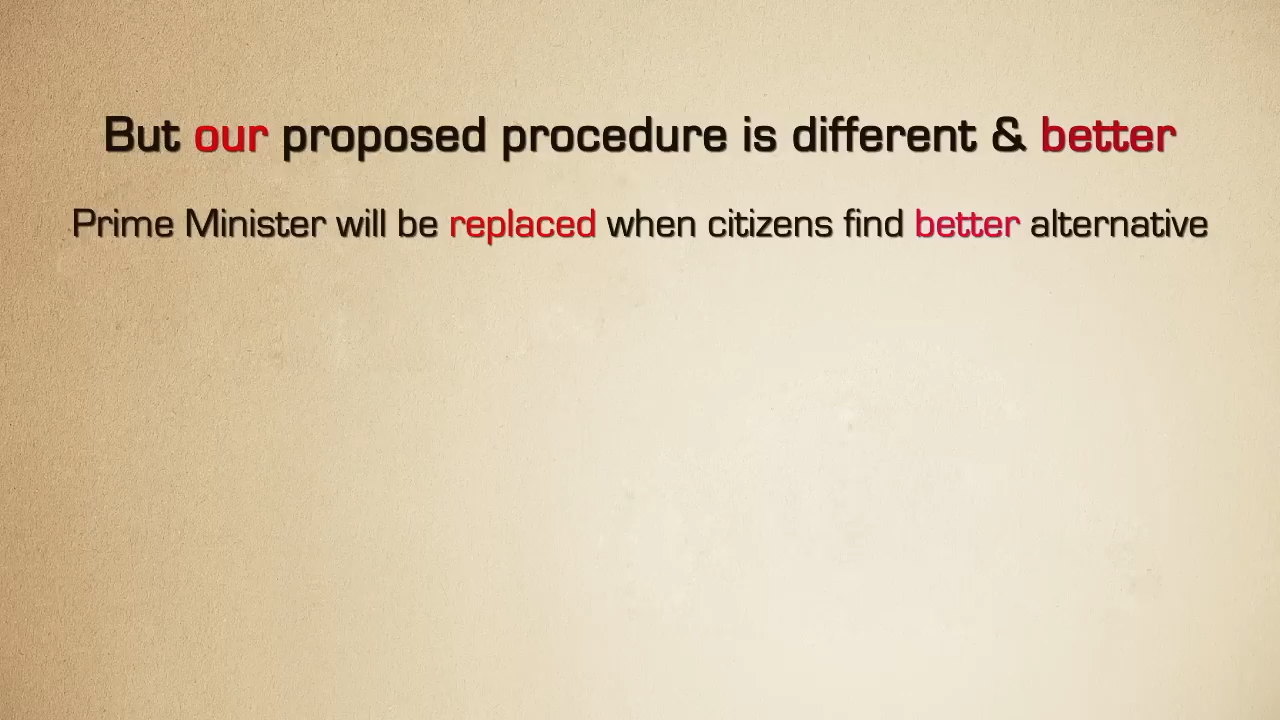 But our proposed procedure is different & better
Prime Minister will be replaced when citizens find better alternative